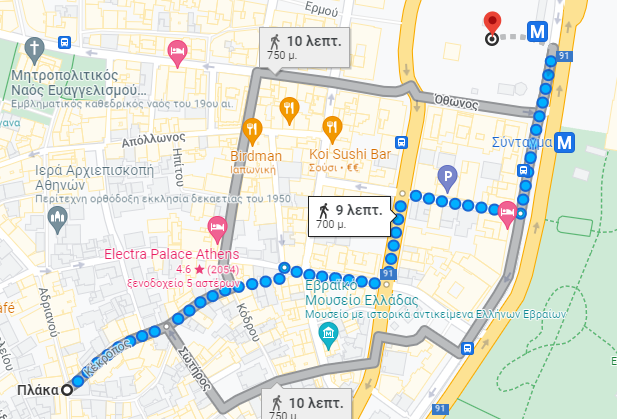 Ερμού
10 λεπτ.
750 μ.
Μητροπολιτικός
Ναός Ευαγγελισμού
Εμβληματικός καθεδρικός ναός του 19ου αι.
91
Όθωνος
Απόλλωνος
Σύνταγμα
Birdman
Ιαπωνική
Koi Sushi Bar
Σούσι • €€
Ιερά Αρχιεπισκοπή
Αθηνών
Περίτεχνη ορθόδοξη εκκλησία δεκαετίας του 1950
Ηπίτου
9 λεπτ.
700 μ.
Electra Palace Athens
4.6 ★ (2054)
ξενοδοχείο 5 αστέρων
91
Εβραϊκό
Μουσείο Ελλάδας
Μουσείο με ιστορικά αντικείμενα Ελλήνων Εβραίων
Αδριανού
Κόδρου
Κέκροπος
Σωτήρος
Πλάκα
10 λεπτ.
750 μ.
91